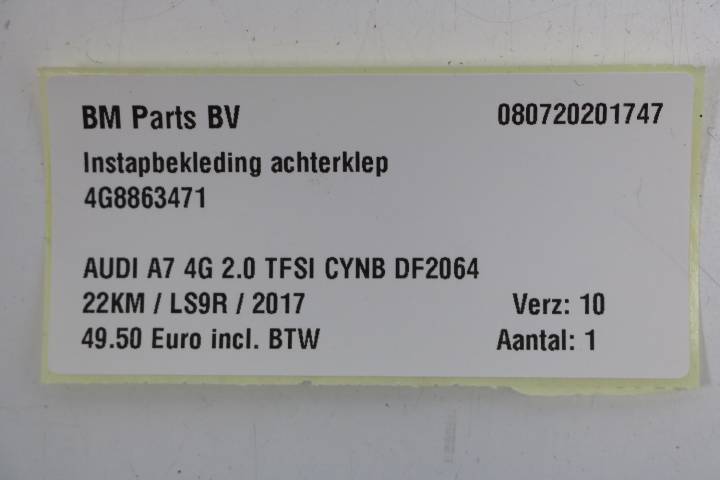 BM Parts BV 080720201747
Instapbekleding achterklep
4G8863471
AUDI A7 4G 2.0 TFSI CYNB DF2064
22KM / LS9R / 2017 Verz: 10
49.50 Euro incl. BTW Aantal: 1